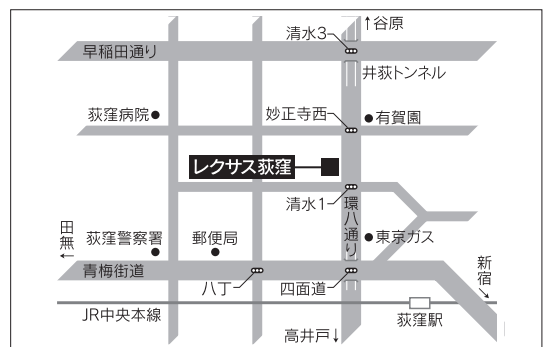 ↑谷原
清水3
早稲田通り
井荻トンネル
荻窪病院
妙正寺西
有賀園
レクサス荻窪
清水1
環八通り
田無
←
荻窪警察署
郵便局
東京ガス
新宿
↘
青梅街道
八丁
四面道
JR中央本線
荻窪駅
高井戸↓